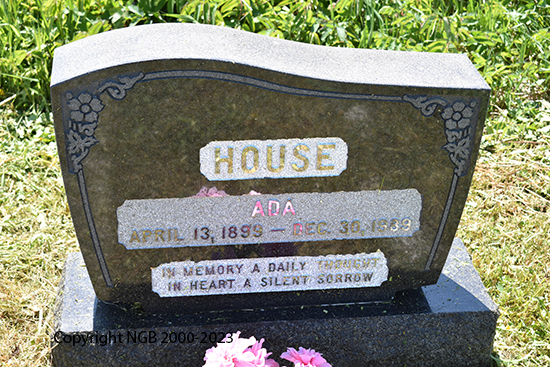 HOUSE
ADA
APRIL 13, 1899 — DEC. 30, 1989
IN MEMORY A DAILY THOUGHT
IN HEART A SILENT SORROW
Copyright NGB 2000-2023